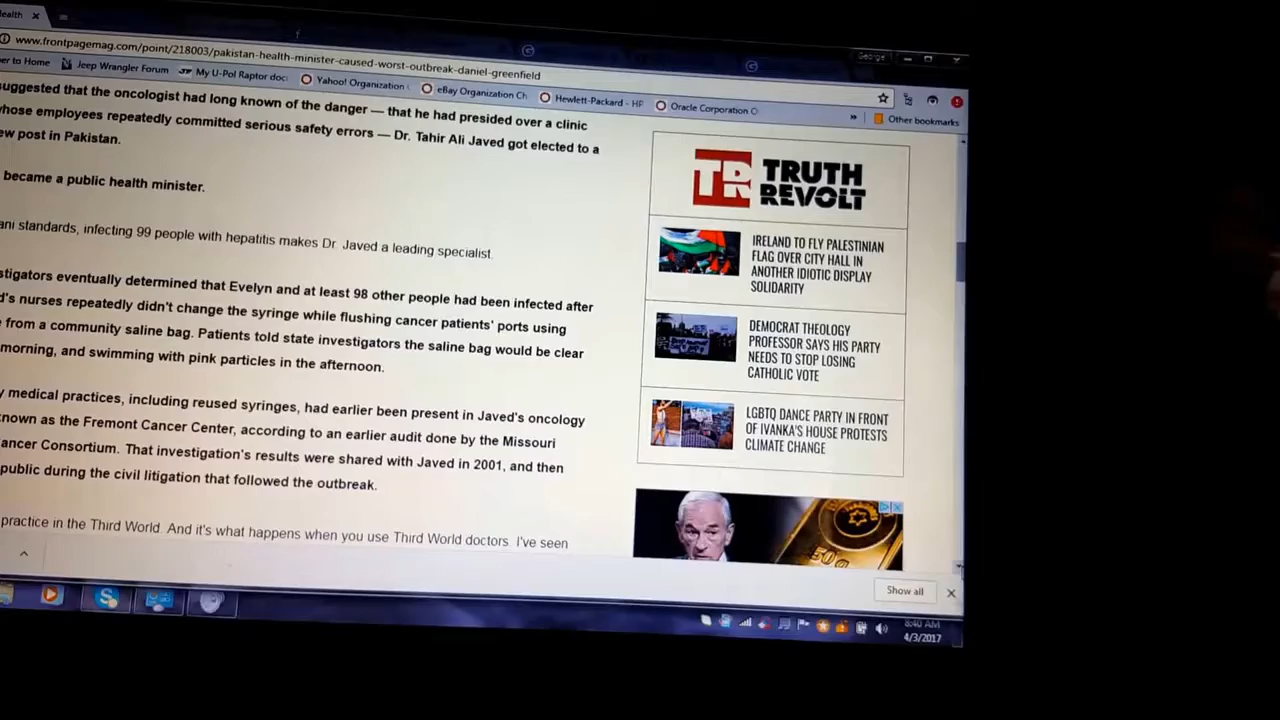 ealth
www.frontpagemag.com/point/218003/pakistan-health-minister-caused-worst-outbreak-daniel-greenfield
George
er to Home
Jeep Wrangler Forum
My U-Pol Raptor doc
Yahoo! Organization
eBay Organization Ch
Hewlett-Packard - HP
Oracle Corporation O
»
Other bookmarks
suggested that the oncologist had long known of the danger — that he had presided over a clinic
whose employees repeatedly committed serious safety errors — Dr. Tahir Ali Javed got elected to a
ew post in Pakistan.
became a public health minister.
ani standards, infecting 99 people with hepatitis makes Dr. Javed a leading specialist.
stigators eventually determined that Evelyn and at least 98 other people had been infected after
d's nurses repeatedly didn't change the syringe while flushing cancer patients' ports using
from a community saline bag. Patients told state investigators the saline bag would be clear
morning, and swimming with pink particles in the afternoon.
y medical practices, including reused syringes, had earlier been present in Javed's oncology
known as the Fremont Cancer Center, according to an earlier audit done by the Missouri
ancer Consortium. That investigation's results were shared with Javed in 2001, and then
public during the civil litigation that followed the outbreak.
practice in the Third World. And it's what happens when you use Third World doctors. I've seen
TR
TRUTH
REVOLT
IRELAND TO FLY PALESTINIAN
FLAG OVER CITY HALL IN
ANOTHER IDIOTIC DISPLAY
SOLIDARITY
DEMOCRAT THEOLOGY
PROFESSOR SAYS HIS PARTY
NEEDS TO STOP LOSING
CATHOLIC VOTE
LGBTQ DANCE PARTY IN FRONT
OF IVANKA'S HOUSE PROTESTS
CLIMATE CHANGE
50g
Show all
8:40 AM
4/3/2017